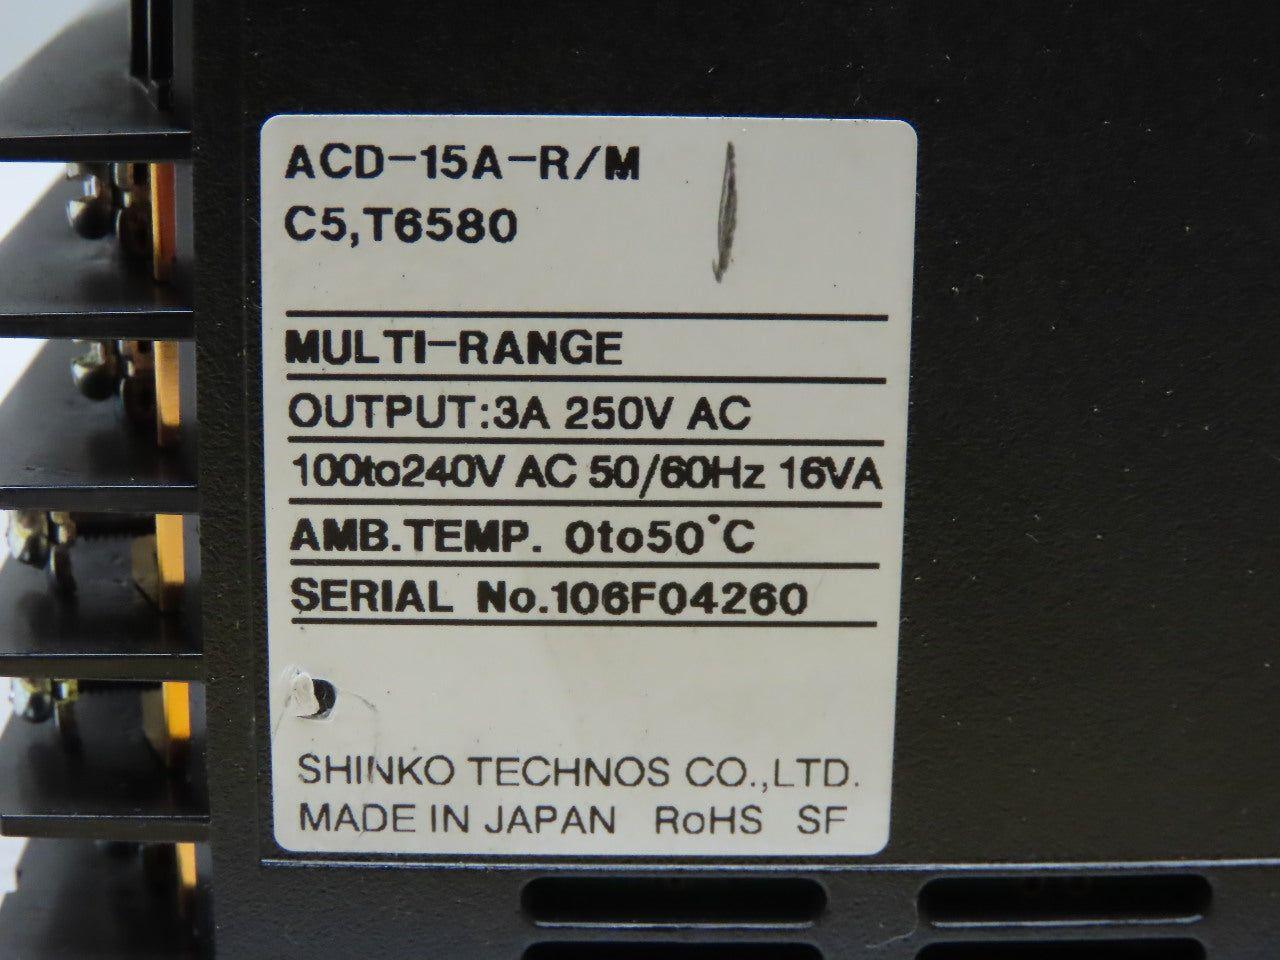 ACD-15A-R/M
C5,T6580
MULTI-RANGE
OUTPUT:3A 250V AC
100to240V AC 50/60Hz 16VA
AMB.TEMP. 0to50°C
SERIAL No.106F04260
SHINKO TECHNOS CO.,LTD.
MADE IN JAPAN RoHS SF